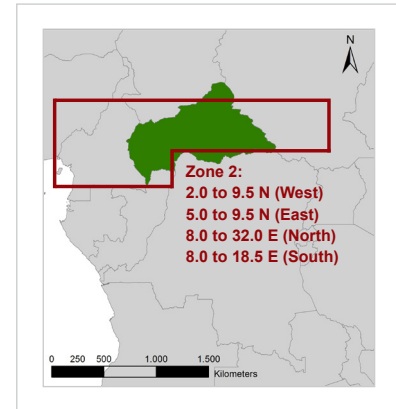 N
Zone 2:
2.0 to 9.5 N (West)
5.0 to 9.5 N (East)
8.0 to 32.0 E (North)
8.0 to 18.5 E (South)
0 250 500 1.000 1.500
Kilometers